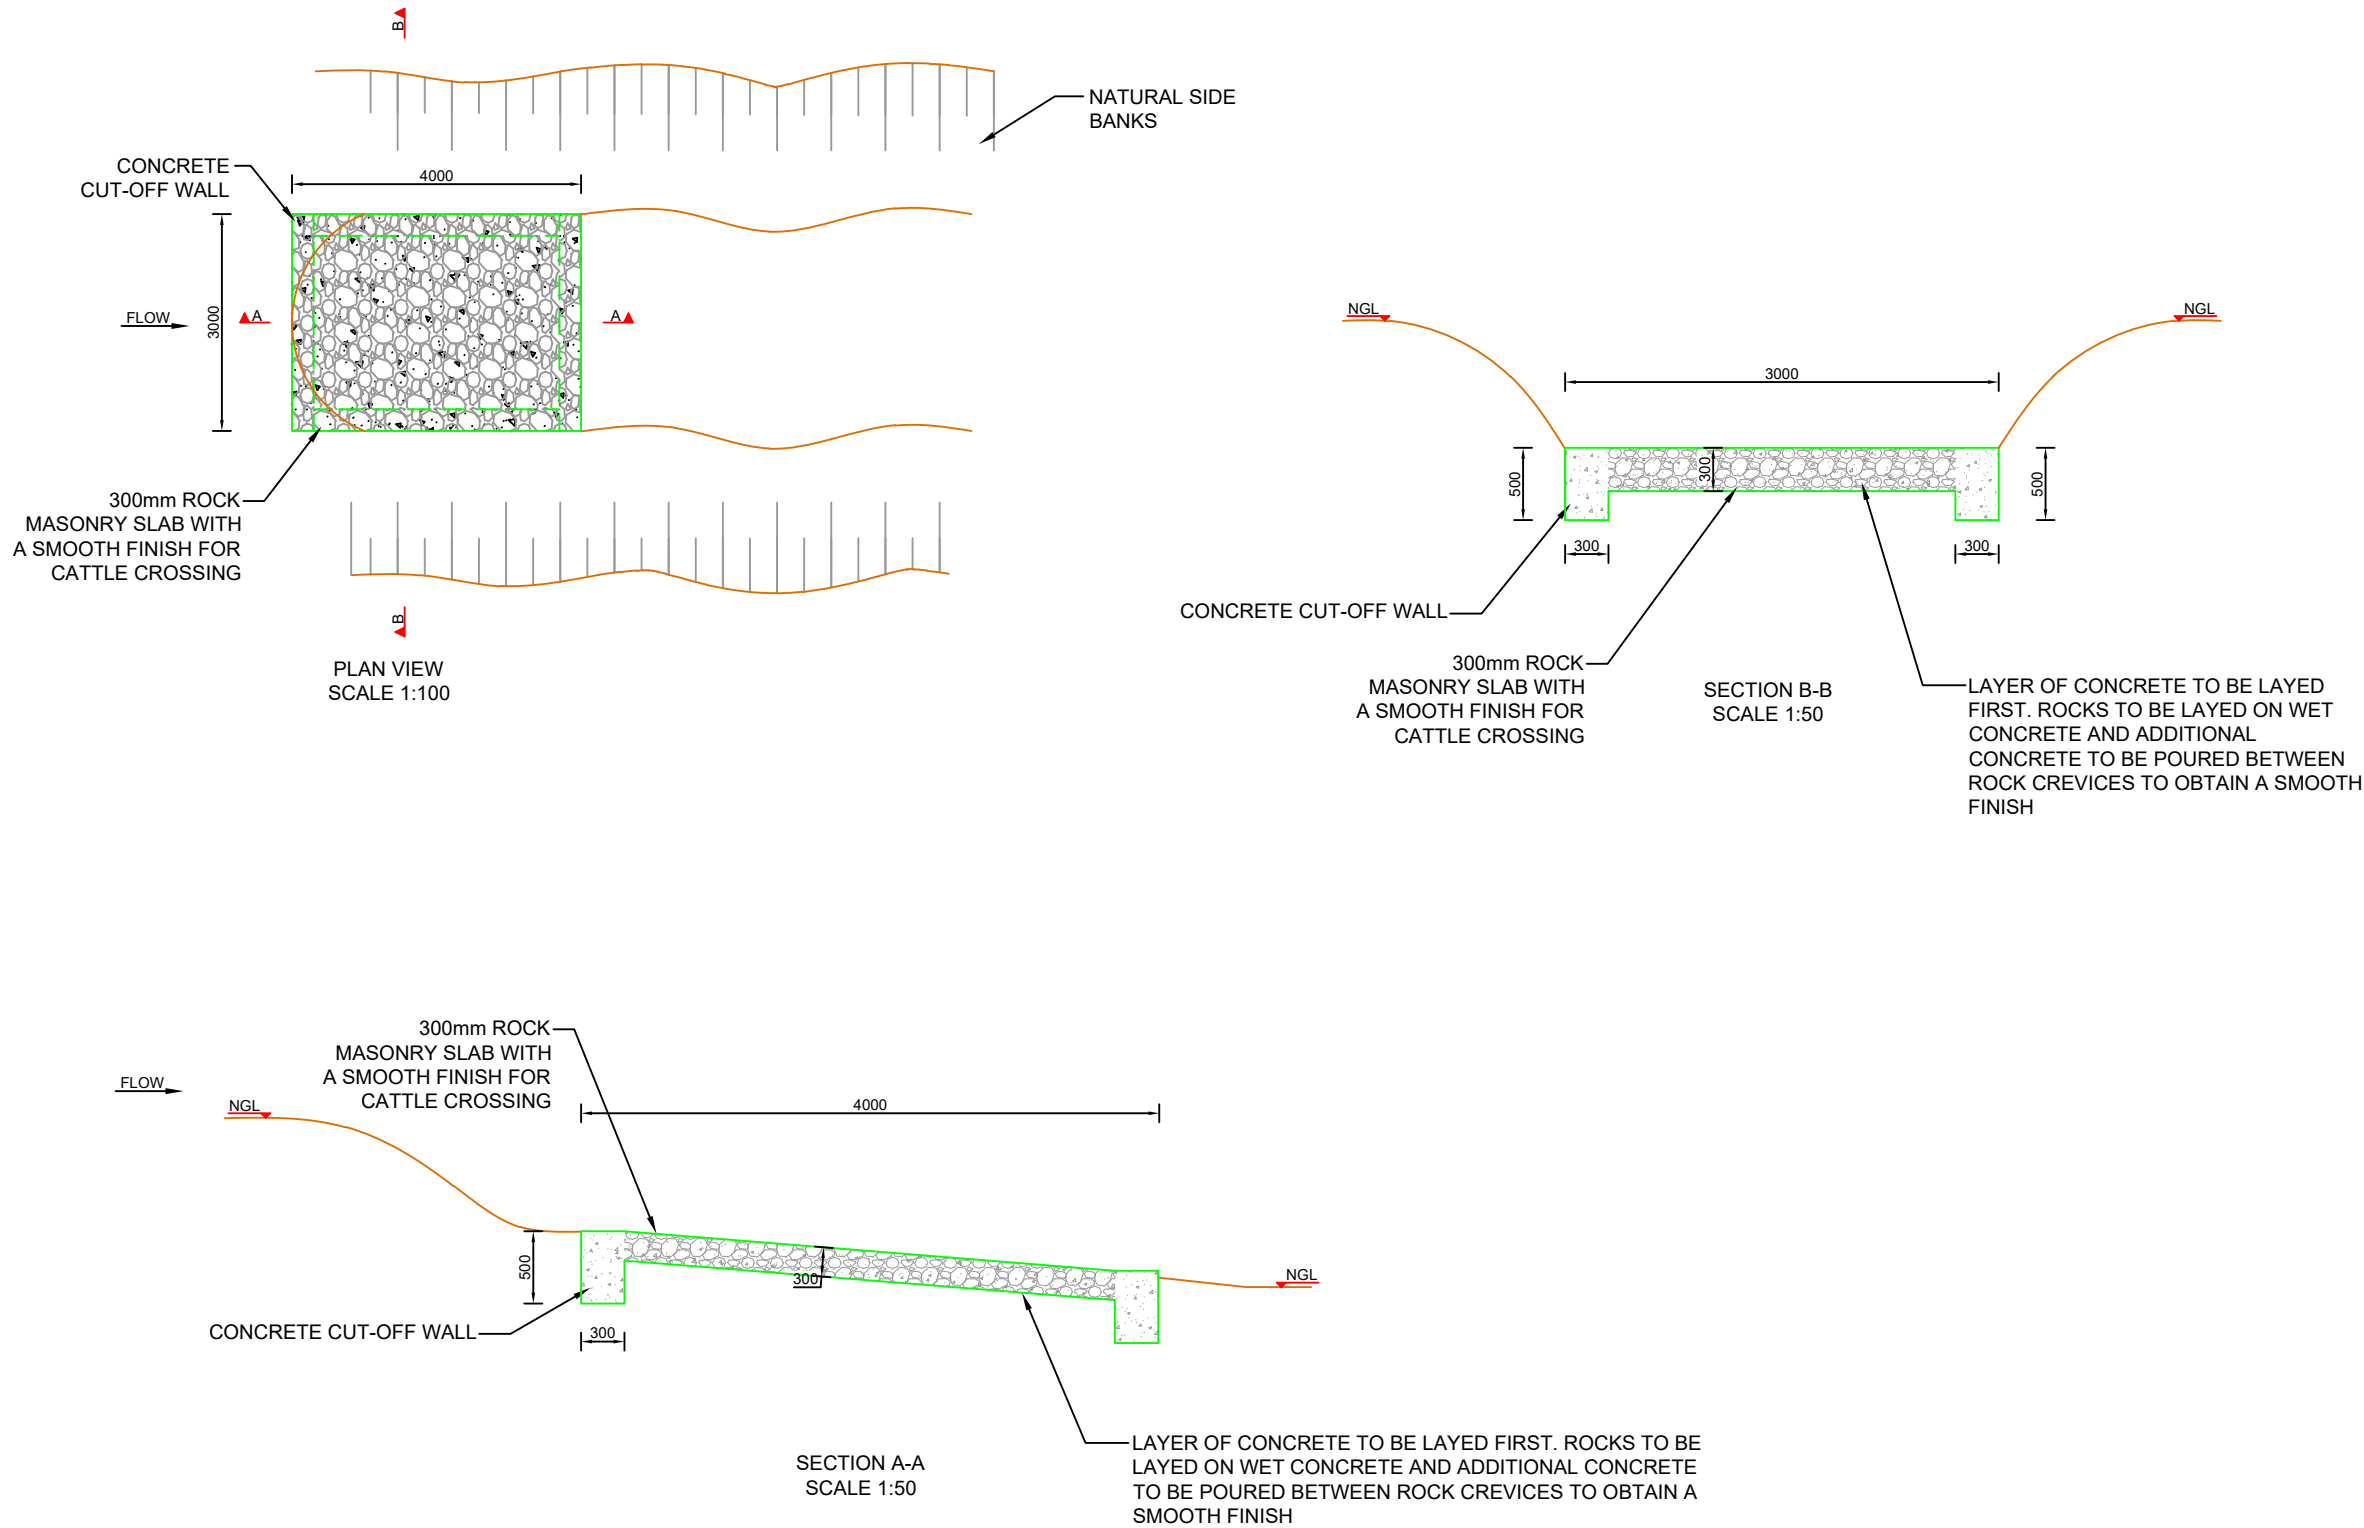 B
NATURAL SIDE
BANKS
CONCRETE
CUT-OFF WALL
4000
3000
FLOW
A
A
300mm ROCK
MASONRY SLAB WITH
A SMOOTH FINISH FOR
CATTLE CROSSING
B
PLAN VIEW
SCALE 1:100
NGL
NGL
3000
500
300
500
300
300
CONCRETE CUT-OFF WALL
300mm ROCK
MASONRY SLAB WITH
A SMOOTH FINISH FOR
CATTLE CROSSING
SECTION B-B
SCALE 1:50
LAYER OF CONCRETE TO BE LAYED
FIRST. ROCKS TO BE LAYED ON WET
CONCRETE AND ADDITIONAL
CONCRETE TO BE POURED BETWEEN
ROCK CREVICES TO OBTAIN A SMOOTH
FINISH
300mm ROCK
MASONRY SLAB WITH
A SMOOTH FINISH FOR
CATTLE CROSSING
FLOW
NGL
4000
500
300
NGL
CONCRETE CUT-OFF WALL
300
SECTION A-A
SCALE 1:50
LAYER OF CONCRETE TO BE LAYED FIRST. ROCKS TO BE
LAYED ON WET CONCRETE AND ADDITIONAL CONCRETE
TO BE POURED BETWEEN ROCK CREVICES TO OBTAIN A
SMOOTH FINISH